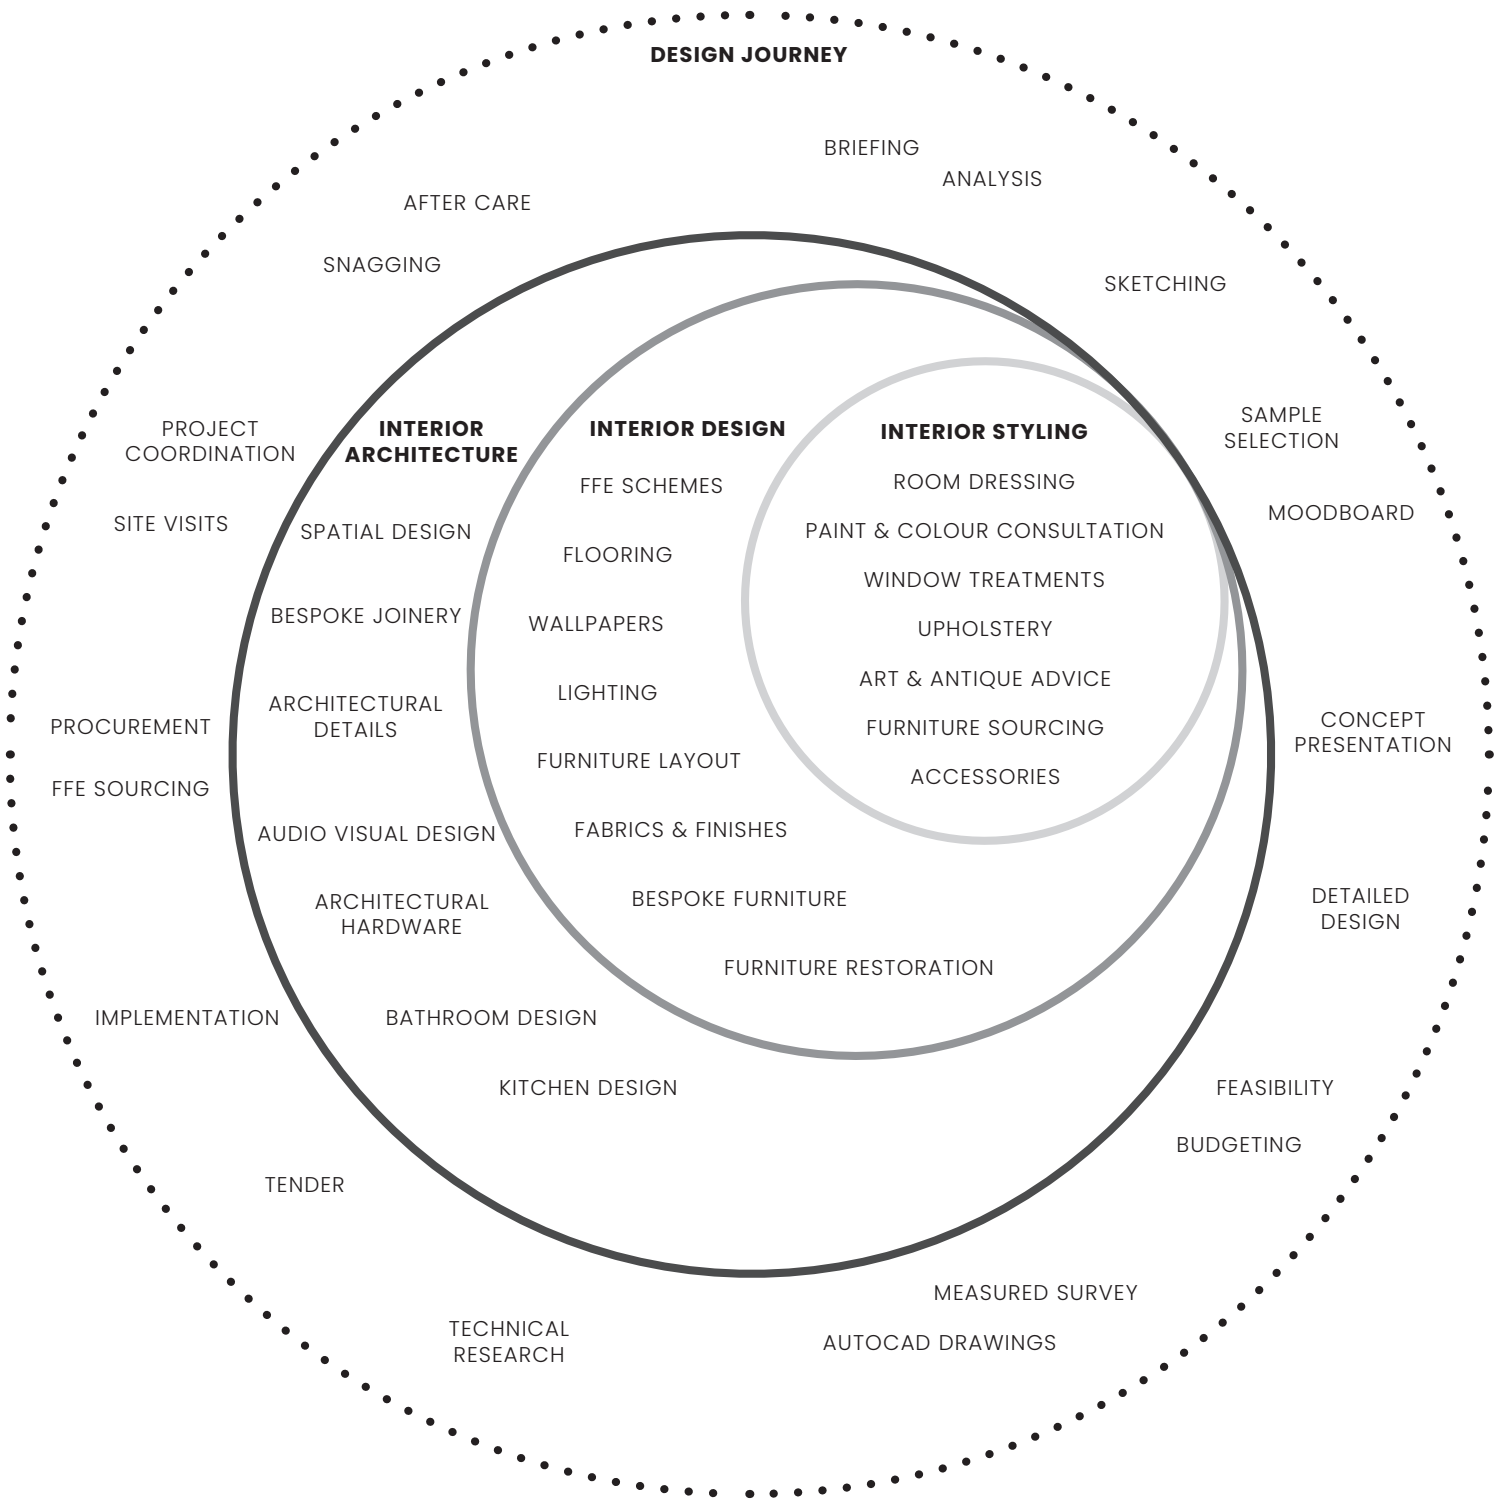 DESIGN JOURNEY
BRIEFING
ANALYSIS
SKETCHING
SAMPLE
SELECTION
MOODBOARD
CONCEPT
PRESENTATION
DETAILED
DESIGN
FEASIBILITY
BUDGETING
MEASURED SURVEY
AUTOCAD DRAWINGS
TECHNICAL
RESEARCH
TENDER
IMPLEMENTATION
FFE SOURCING
PROCUREMENT
SITE VISITS
PROJECT
COORDINATION
SNAGGING
AFTER CARE
INTERIOR
ARCHITECTURE
SPATIAL DESIGN
BESPOKE JOINERY
ARCHITECTURAL
DETAILS
AUDIO VISUAL DESIGN
ARCHITECTURAL
HARDWARE
BATHROOM DESIGN
KITCHEN DESIGN
INTERIOR DESIGN
FFE SCHEMES
FLOORING
WALLPAPERS
LIGHTING
FURNITURE LAYOUT
FABRICS & FINISHES
BESPOKE FURNITURE
FURNITURE RESTORATION
INTERIOR STYLING
ROOM DRESSING
PAINT & COLOUR CONSULTATION
WINDOW TREATMENTS
UPHOLSTERY
ART & ANTIQUE ADVICE
FURNITURE SOURCING
ACCESSORIES